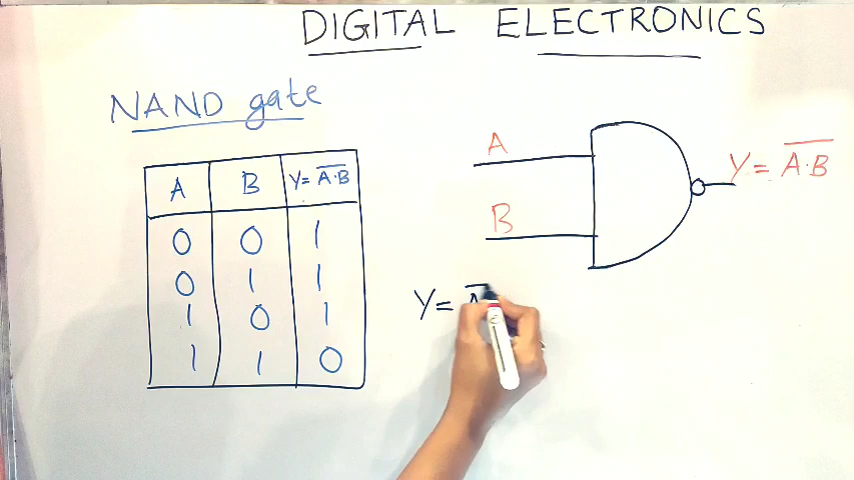 DIGITAL ELECTRONICS
NAND gate
A B Y = A̅·̅B̅
0 0 1
0 1 1
1 0 1
1 1 0
A
B
Y = A̅·̅B̅
Y =